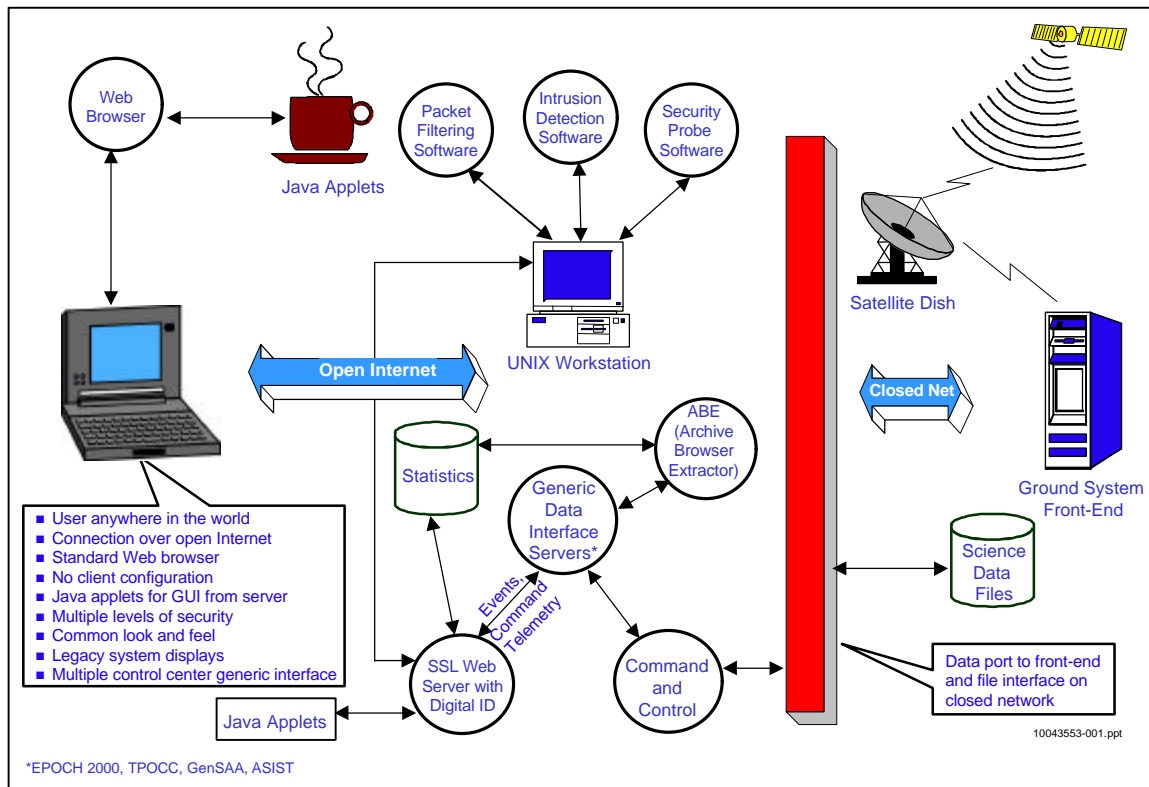 Web
Browser
Java Applets
Packet
Filtering
Software
Intrusion
Detection
Software
Security
Probe
Software
UNIX Workstation
Satellite Dish
Open Internet
Closed Net
Ground System
Front-End
Statistics
ABE
(Archive
Browser
Extractor)
Generic
Data
Interface
Servers*
Events,
Command
Telemetry
Science
Data
Files
■ User anywhere in the world
■ Connection over open Internet
■ Standard Web browser
■ No client configuration
■ Java applets for GUI from server
■ Multiple levels of security
■ Common look and feel
■ Legacy system displays
■ Multiple control center generic interface
SSL Web
Server with
Digital ID
Command
and
Control
Data port to front-end
and file interface on
closed network
Java Applets
10043553-001.ppt
*EPOCH 2000, TPOCC, GenSAA, ASIST